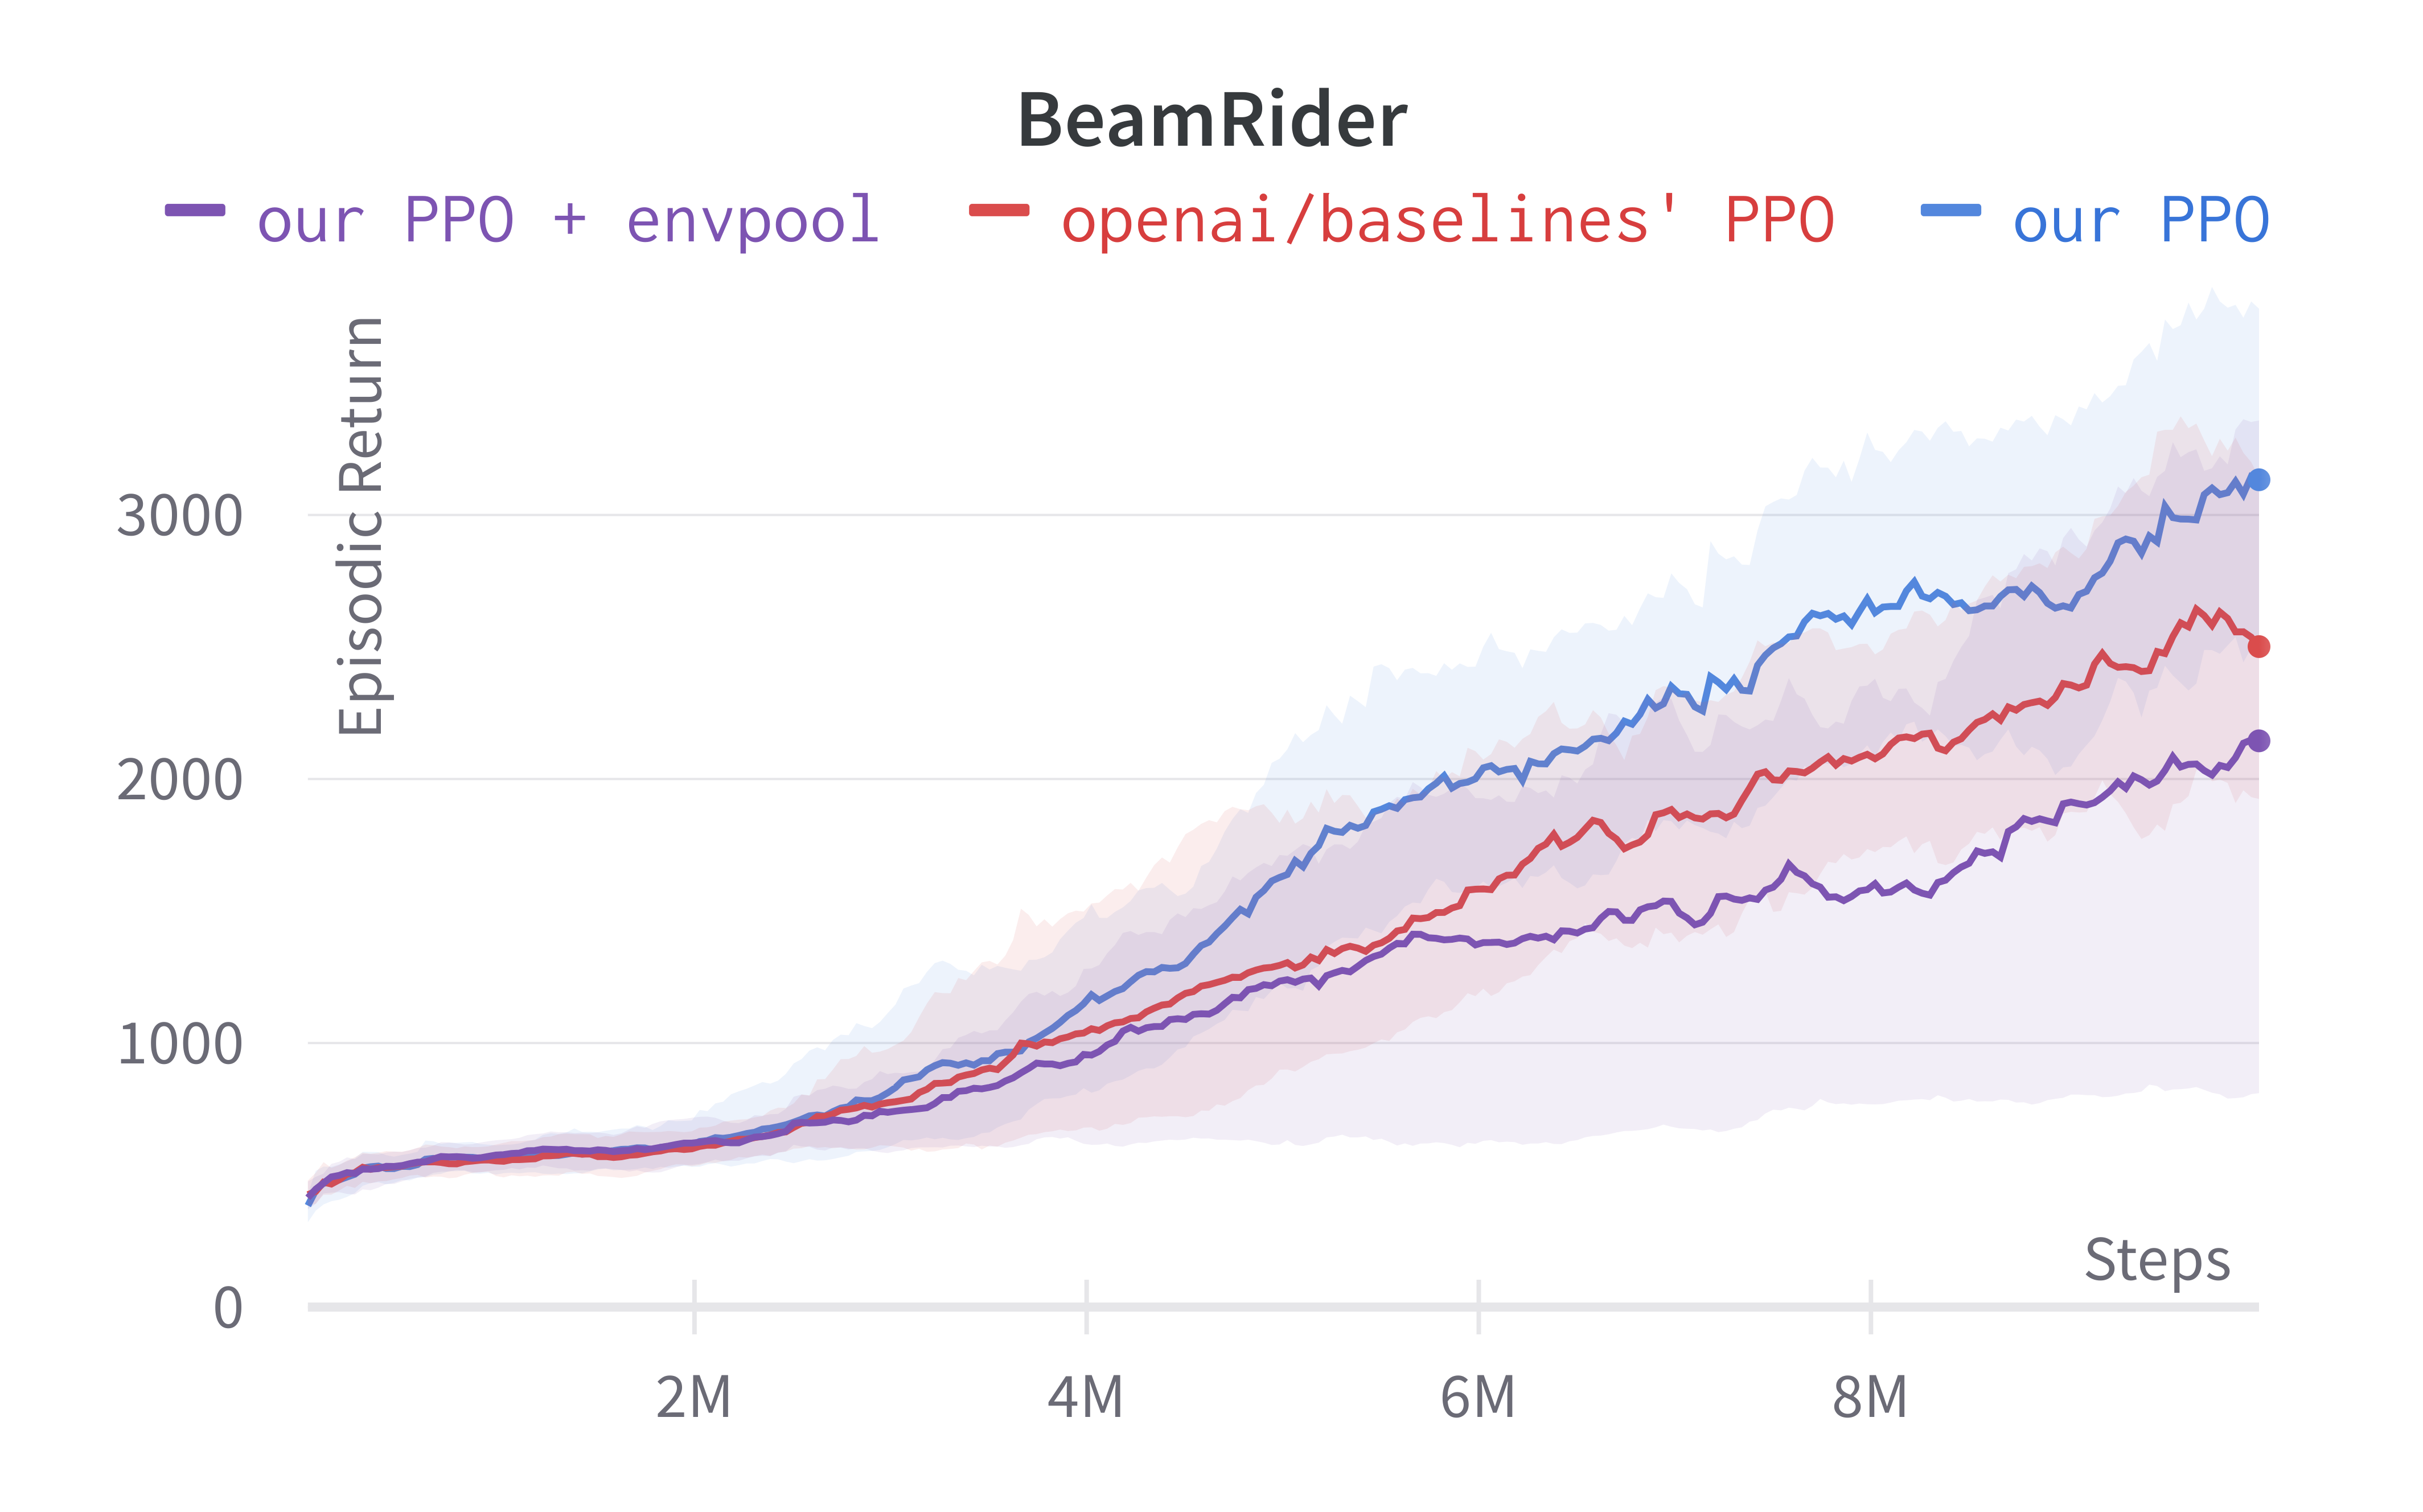 BeamRider
our PPO + envpool openai/baselines' PPO our PPO
Episodic Return
3000
2000
1000
0
Steps
2M 4M 6M 8M